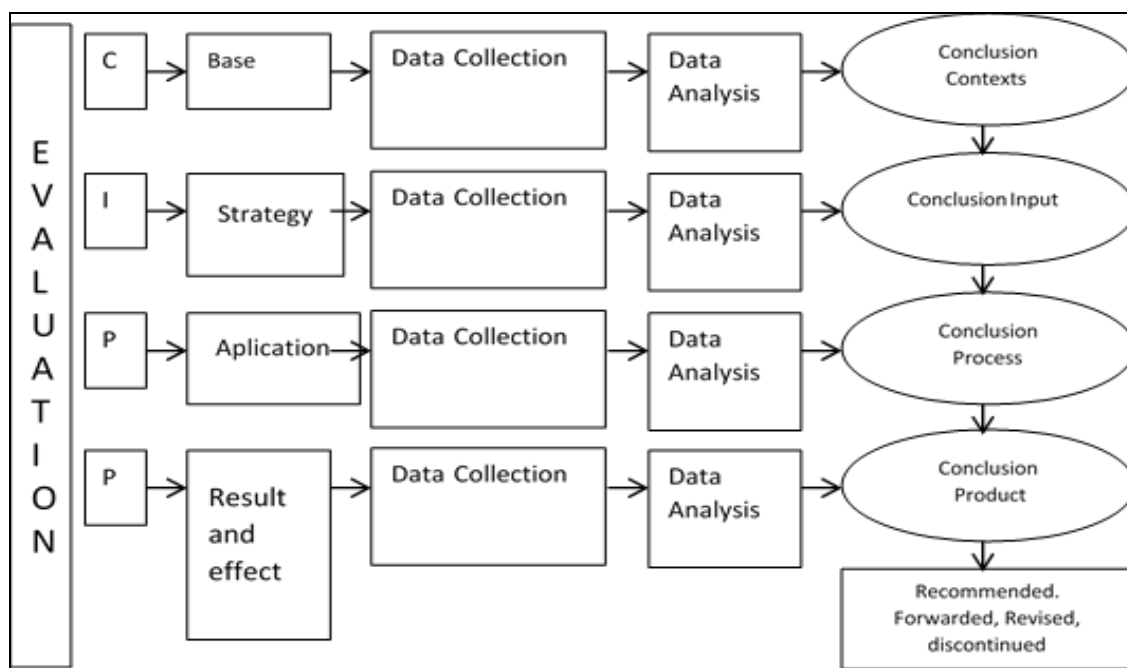 EVALUATION
C
Base
Data Collection
Data
Analysis
Conclusion
Contexts
I
Strategy
Data Collection
Data
Analysis
Conclusion Input
P
Aplication
Data Collection
Data
Analysis
Conclusion
Process
P
Result
and
effect
Data Collection
Data
Analysis
Conclusion
Product
Recommended.
Forwarded, Revised,
discontinued